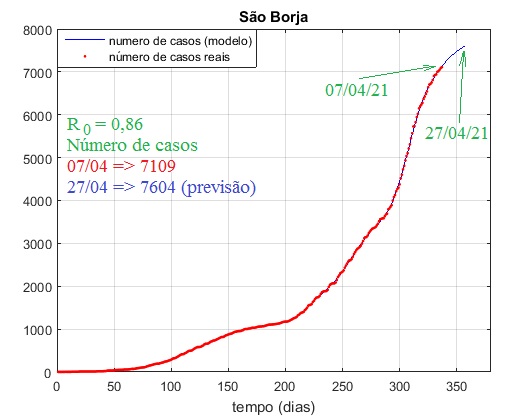 São Borja
8000
7000
6000
5000
4000
3000
2000
1000
0
numero de casos (modelo)
número de casos reais
07/04/21
27/04/21
R0 = 0,86
Número de casos
07/04 => 7109
27/04 => 7604 (previsão)
0 50 100 150 200 250 300 350
tempo (dias)